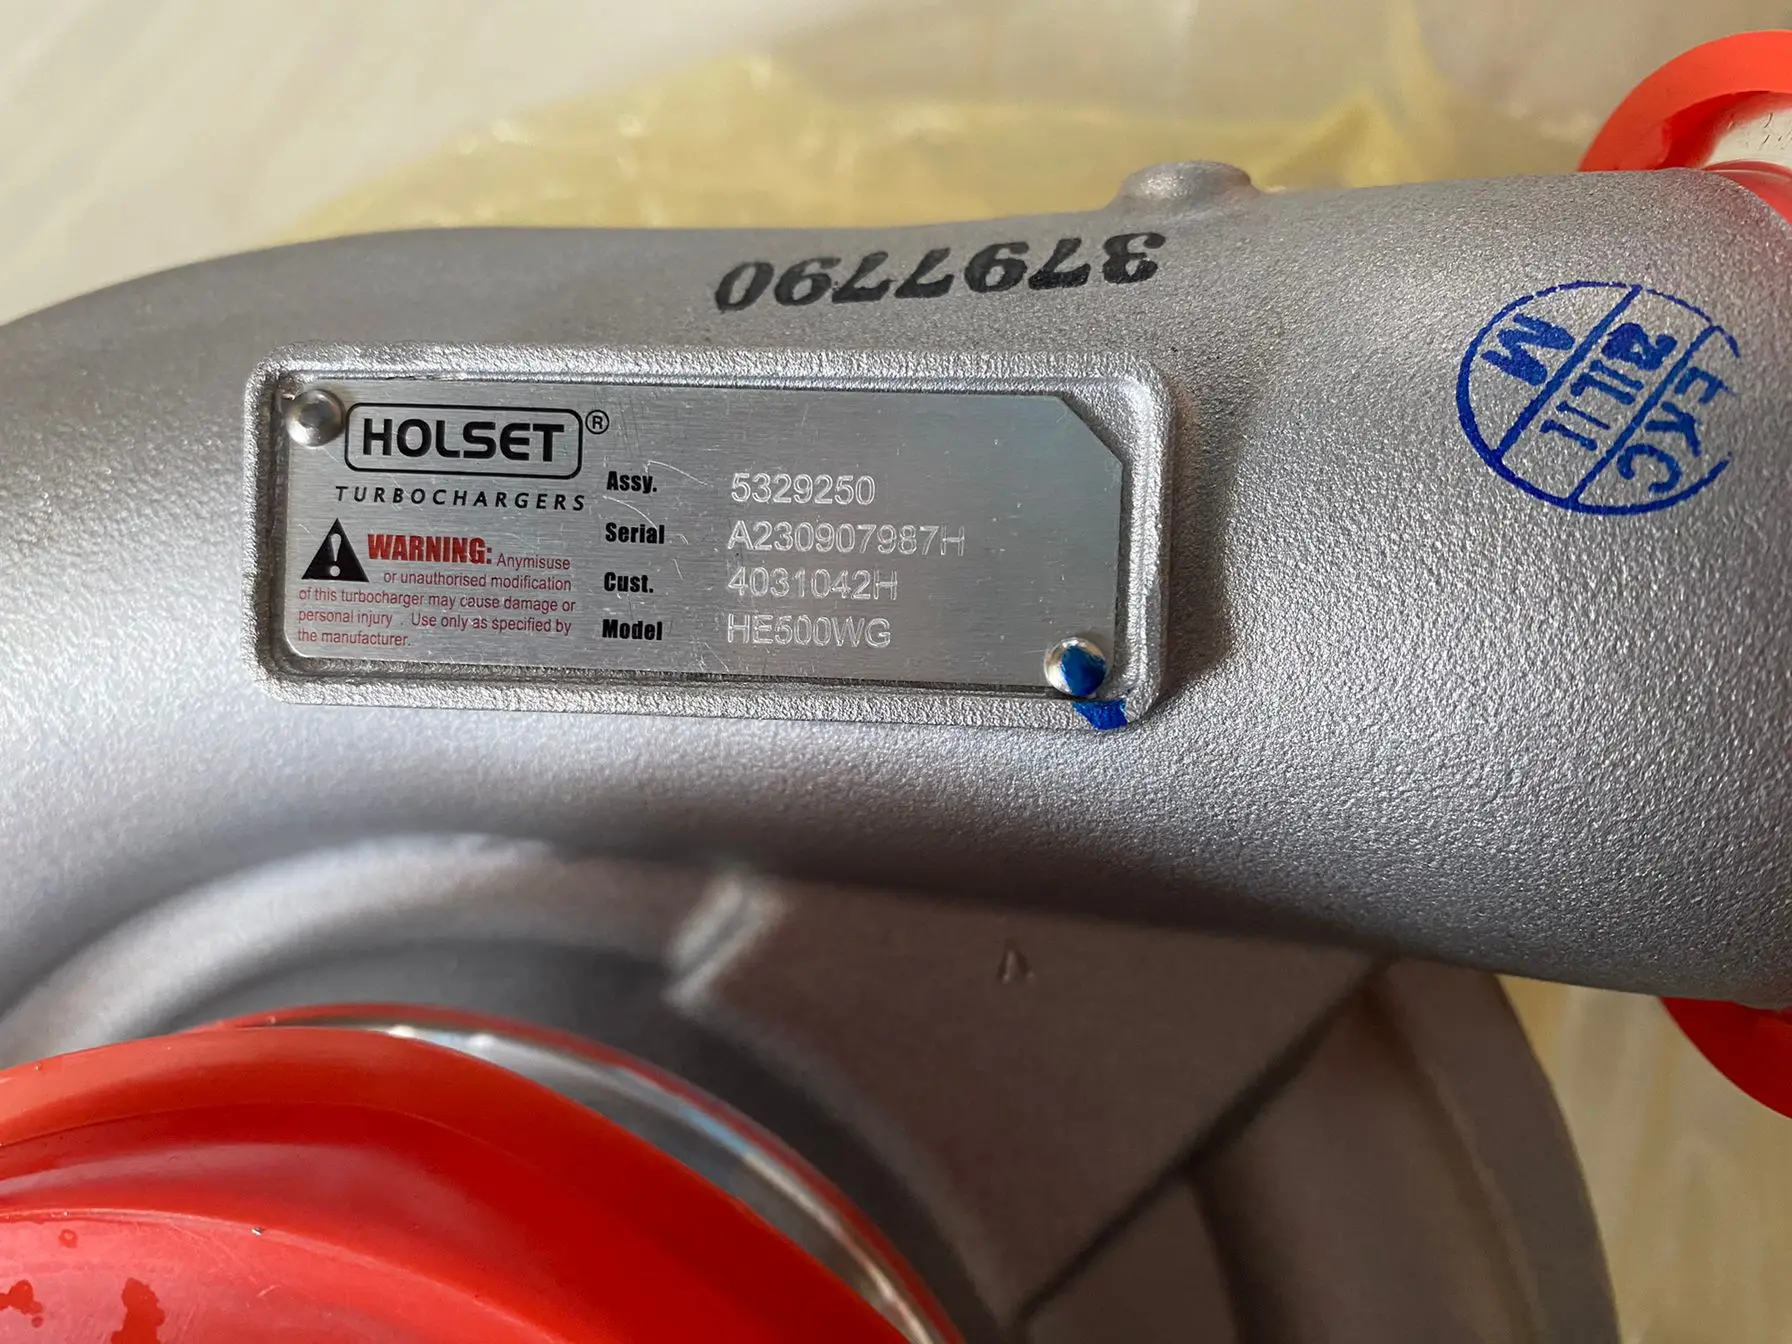 3797790
HOLSET®
TURBOCHARGERS
WARNING: Anymisuse
or unauthorised modification
of this turbocharger may cause damage or
personal injury . Use only as specified by
the manufacturer.
Assy. 5329250
Serial A230907987H
Cust. 4031042H
Model HE500WG
M
FKC
A